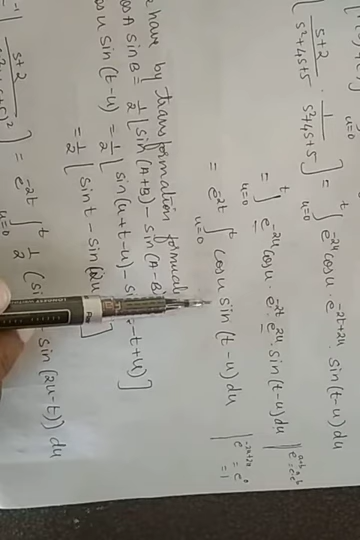 u=0
[ s+2/s²+4s+5 · 1/s²+4s+5 ] = ∫ᵗ u=0 e^-2u cos u · e^-2t+2u · sin(t-u) du
= ∫ᵗ u=0 e^-2u cos u · e^-2t · e^2u · sin(t-u) du || e^a+b = e^a · e^b
= e^-2t ∫ᵗ u=0 cos u sin(t-u) du | e^-2u+2u = e⁰ = 1
e have by transformation formula
cos A sin B = 1/2 [ sin(A+B) - sin(A-B)
cos u sin(t-u) = 1/2 [ sin(u+t-u) - -t+u) ]
= 1/2 [ sin t - sin(2u ]
[ s+2/ )² ] = e^-2t ∫ᵗ u=0 1/2 (sin sin(2u-t)) du